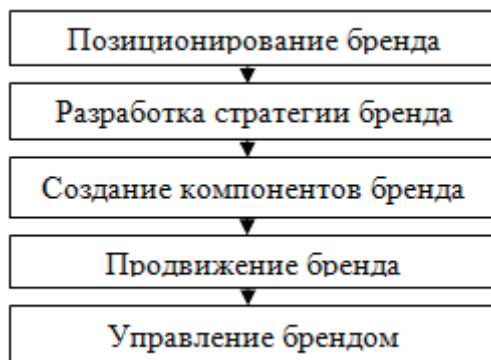 Позиционирование бренда
Разработка стратегии бренда
Создание компонентов бренда
Продвижение бренда
Управление брендом